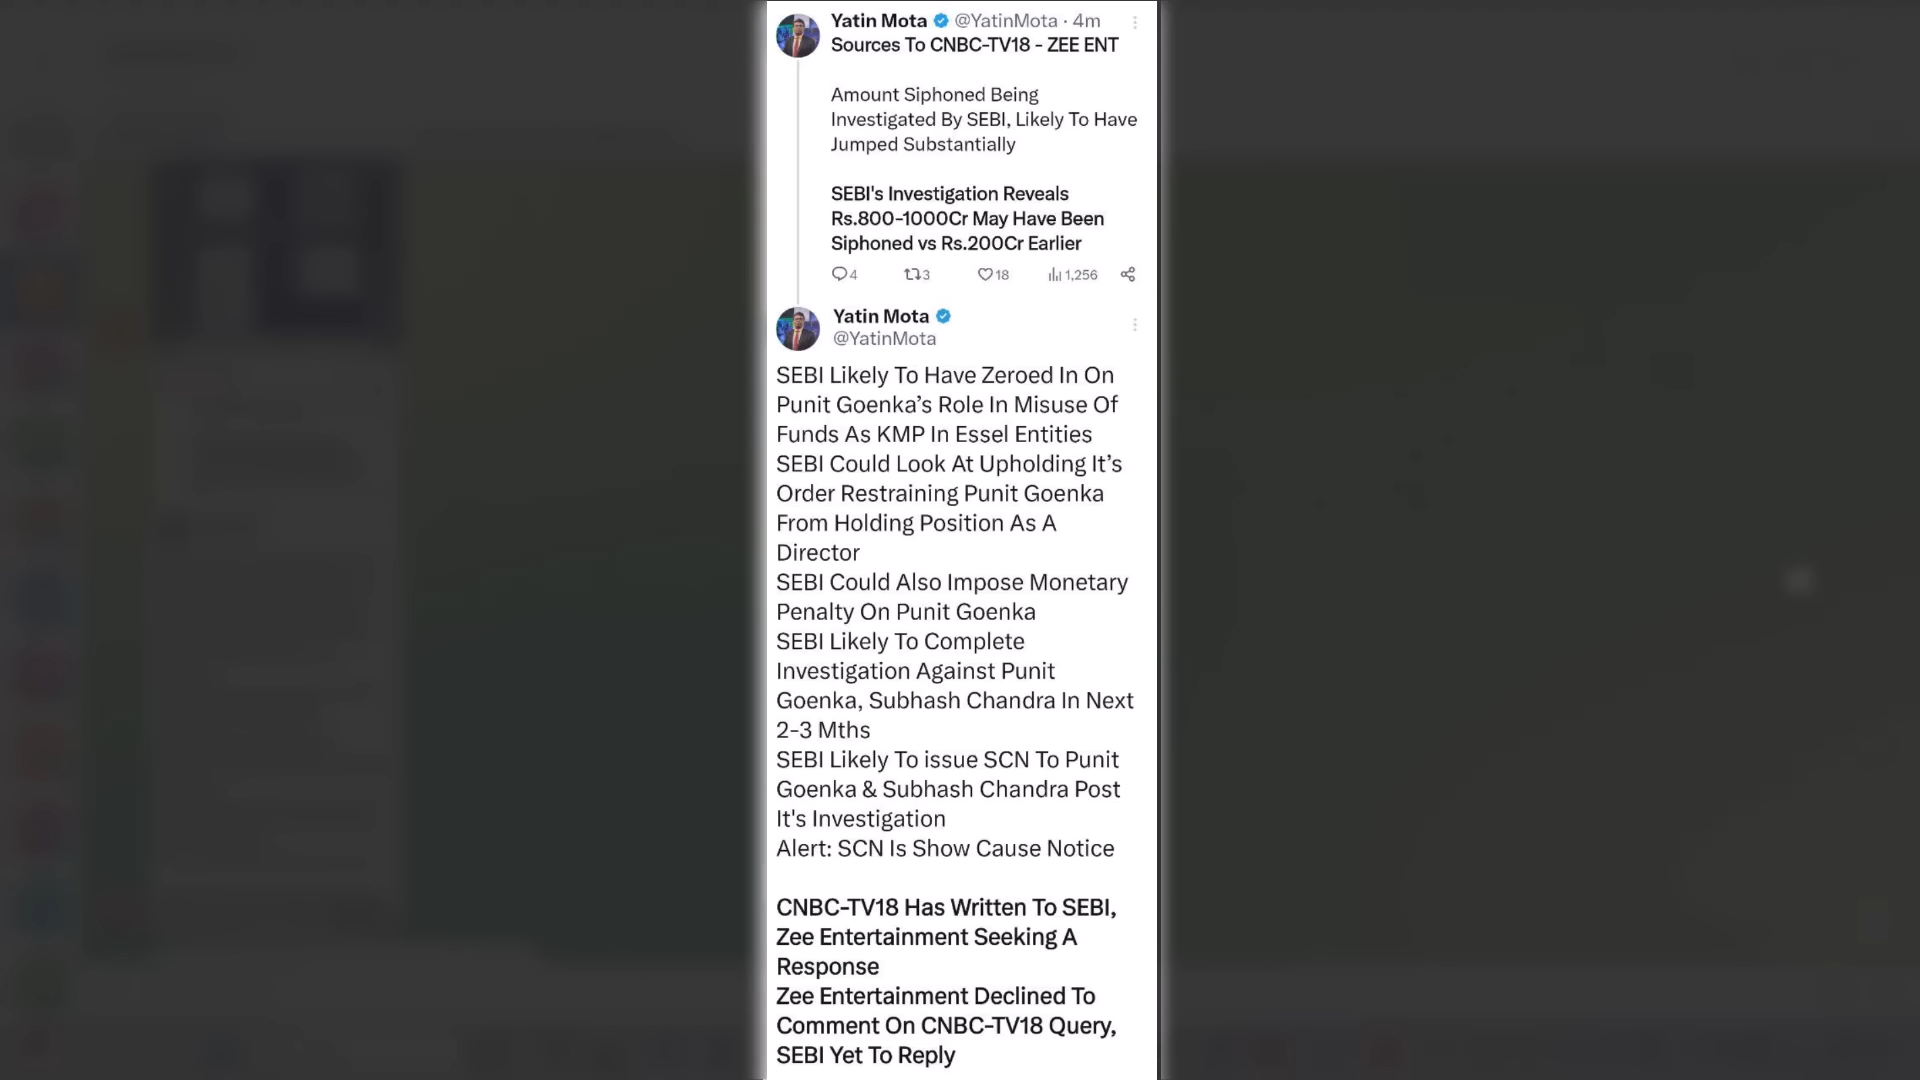 Yatin Mota @YatinMota · 4m
Sources To CNBC-TV18 - ZEE ENT
Amount Siphoned Being
Investigated By SEBI, Likely To Have
Jumped Substantially
SEBI's Investigation Reveals
Rs.800-1000Cr May Have Been
Siphoned vs Rs.200Cr Earlier
4 3 18 1,256
Yatin Mota
@YatinMota
SEBI Likely To Have Zeroed In On
Punit Goenka’s Role In Misuse Of
Funds As KMP In Essel Entities
SEBI Could Look At Upholding It’s
Order Restraining Punit Goenka
From Holding Position As A
Director
SEBI Could Also Impose Monetary
Penalty On Punit Goenka
SEBI Likely To Complete
Investigation Against Punit
Goenka, Subhash Chandra In Next
2-3 Mths
SEBI Likely To issue SCN To Punit
Goenka & Subhash Chandra Post
It's Investigation
Alert: SCN Is Show Cause Notice
CNBC-TV18 Has Written To SEBI,
Zee Entertainment Seeking A
Response
Zee Entertainment Declined To
Comment On CNBC-TV18 Query,
SEBI Yet To Reply